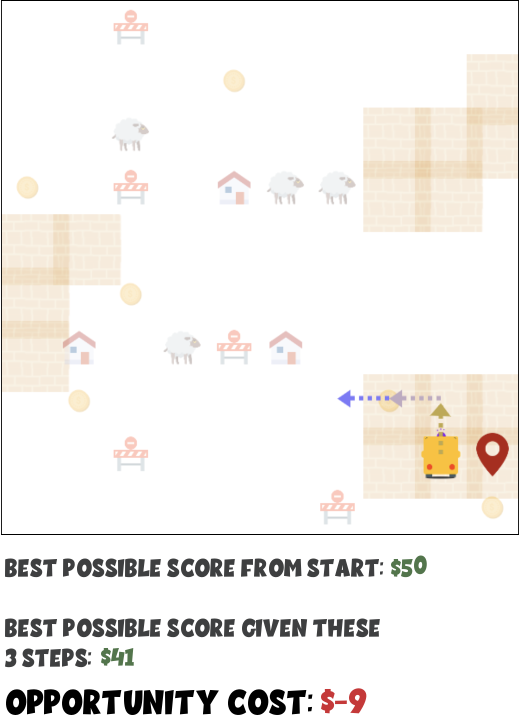 BEST POSSIBLE SCORE FROM START: $50
BEST POSSIBLE SCORE GIVEN THESE
3 STEPS: $41
OPPORTUNITY COST: $-9